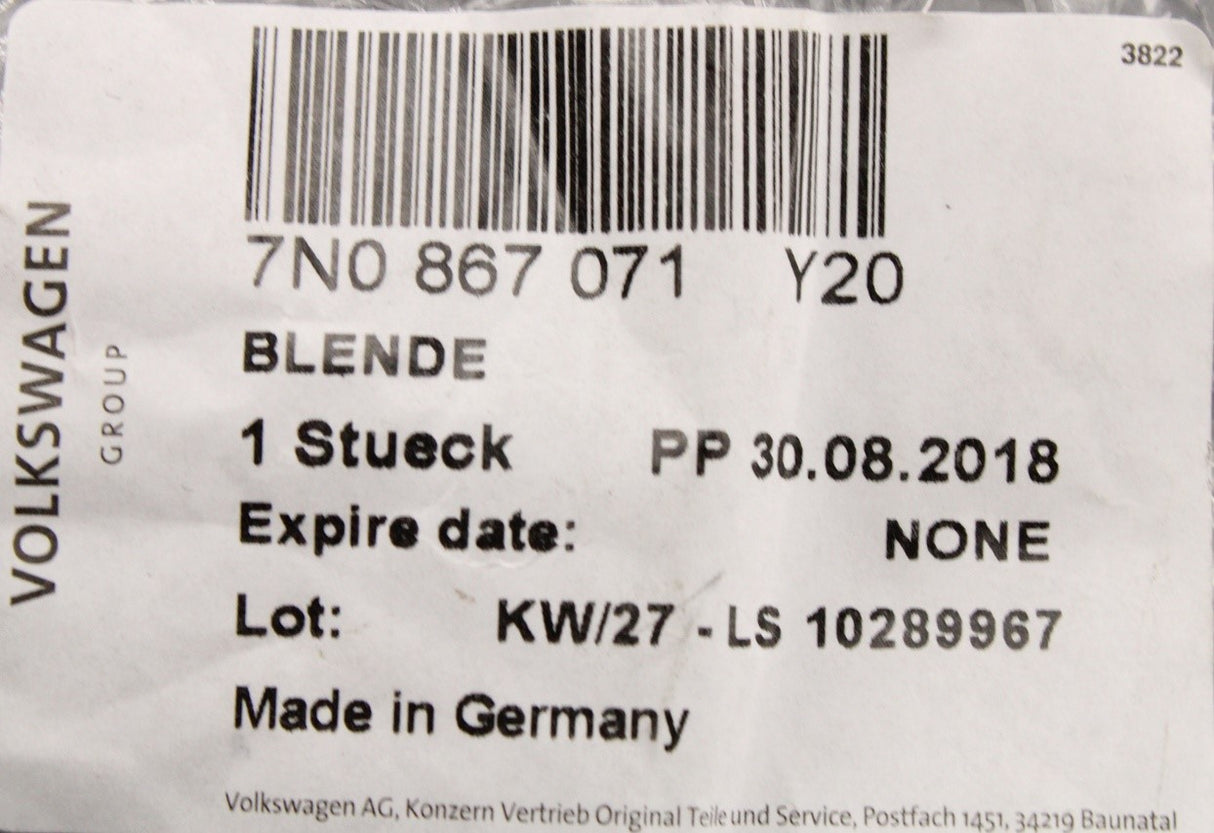 3822
7N0 867 071 Y20
BLENDE
1 Stueck PP 30.08.2018
Expire date: NONE
Lot: KW/27 - LS 10289967
Made in Germany
Volkswagen AG, Konzern Vertrieb Original Teile und Service, Postfach 1451, 34219 Baunatal
VOLKSWAGEN
GROUP